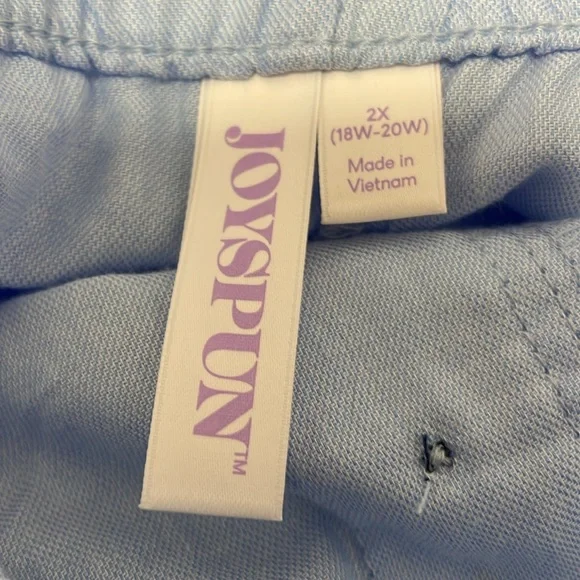 JOYSPUN™
2X
(18W-20W)
Made in
Vietnam